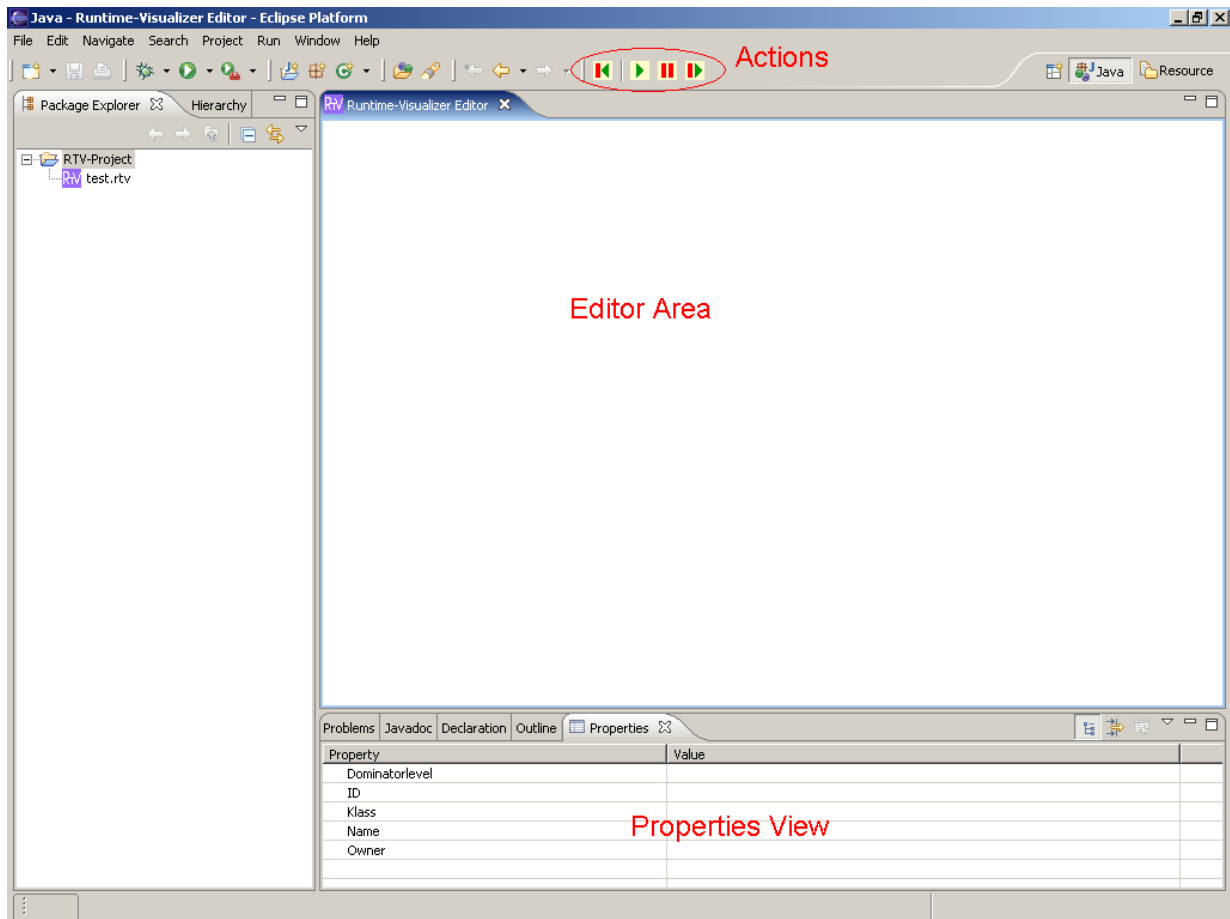 Java - Runtime-Visualizer Editor - Eclipse Platform
File Edit Navigate Search Project Run Window Help
Actions
Java Resource
Package Explorer Hierarchy
RtV Runtime-Visualizer Editor
RTV-Project
RtV test.rtv
Editor Area
Problems Javadoc Declaration Outline Properties
Property Value
Dominatorlevel
ID
Klass
Name
Owner
Properties View